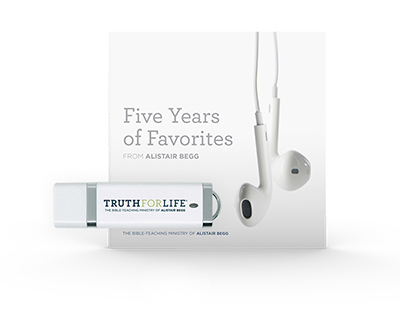 Five Years
of Favorites
FROM ALISTAIR BEGG
TRUTHFORLIFE®
THE BIBLE-TEACHING MINISTRY OF ALISTAIR BEGG
THE BIBLE-TEACHING MINISTRY OF ALISTAIR BEGG